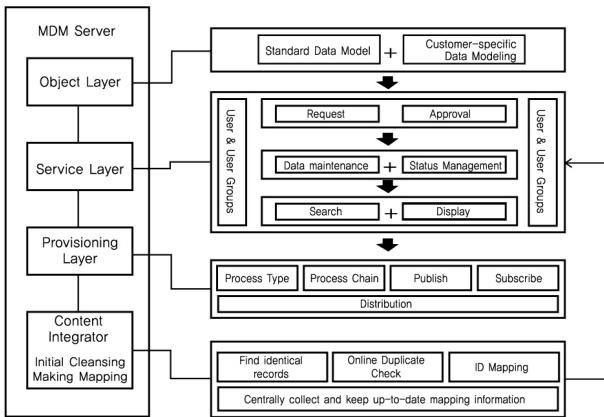 MDM Server
Object Layer
Service Layer
Provisioning
Layer
Content
Integrator
Initial Cleansing
Making Mapping
Standard Data Model
+
Customer-specific
Data Modeling
User & User Groups
Request
Approval
Data maintenance
+
Status Management
Search
+
Display
User & User Groups
Process Type
Process Chain
Publish
Subscribe
Distribution
Find identical
records
Online Duplicate
Check
ID Mapping
Centrally collect and keep up-to-date mapping information